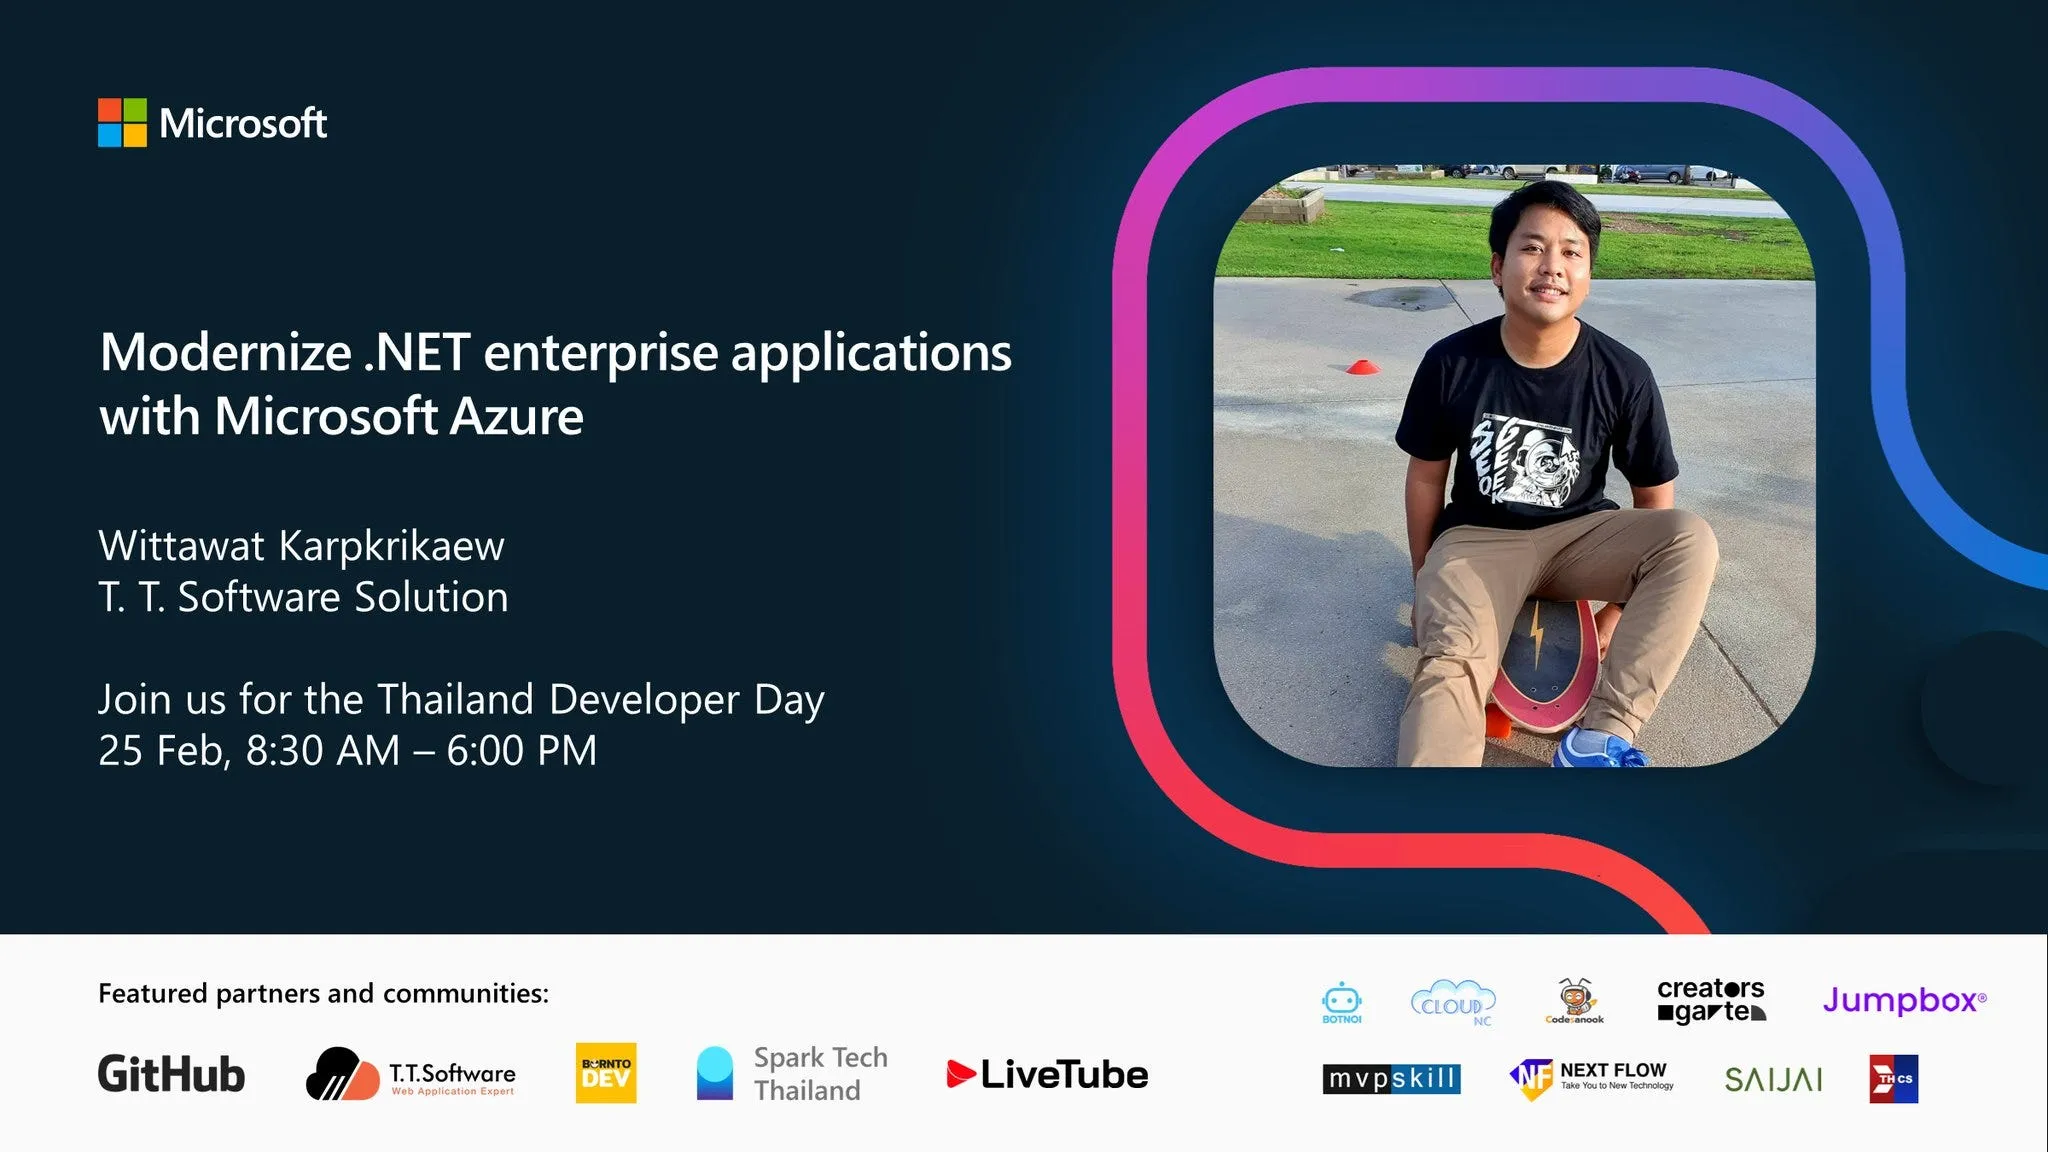 Microsoft
Modernize .NET enterprise applications
with Microsoft Azure
Wittawat Karpkrikaew
T. T. Software Solution
Join us for the Thailand Developer Day
25 Feb, 8:30 AM – 6:00 PM
SEEK
GEEK
Featured partners and communities:
GitHub
T.T.Software
Web Application Expert
BORNTO
DEV
Spark Tech
Thailand
LiveTube
BOTNOI
CLOUD
NC
Codesanook
creators
garten
Jumpbox®
mvpskill
NF
NEXT FLOW
Take You to New Technology
SAIJAI
TH CS